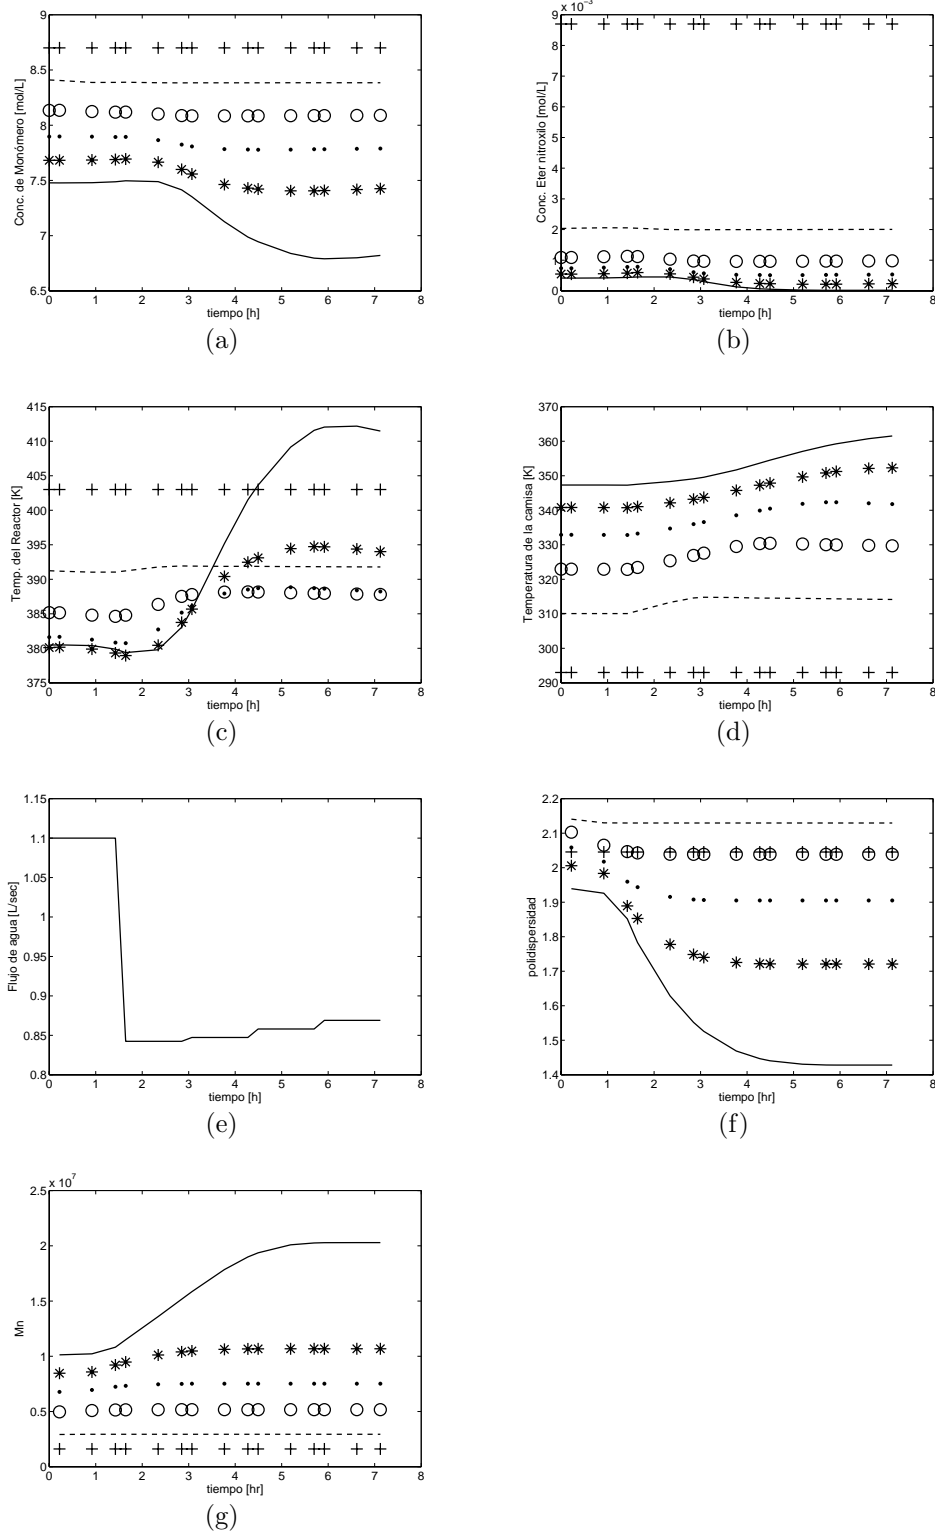 9
8.5
8
7.5
7
6.5
Conc. de Monómero [mol/L]
0 1 2 3 4 5 6 7 8
tiempo [h]
(a)
x 10⁻³
9
8
7
6
5
4
3
2
1
0
Conc. Eter nitroxilo [mol/L]
0 1 2 3 4 5 6 7 8
tiempo [h]
(b)
415
410
405
400
395
390
385
380
375
Temp. del Reactor [K]
0 1 2 3 4 5 6 7 8
tiempo [h]
(c)
370
360
350
340
330
320
310
300
290
Temperatura de la camisa [K]
0 1 2 3 4 5 6 7 8
tiempo [h]
(d)
1.15
1.1
1.05
1
0.95
0.9
0.85
0.8
Flujo de agua [L/sec]
0 1 2 3 4 5 6 7 8
tiempo [h]
(e)
2.2
2.1
2
1.9
1.8
1.7
1.6
1.5
1.4
polidispersidad
0 1 2 3 4 5 6 7 8
tiempo [hr]
(f)
x 10⁷
2.5
2
1.5
1
0.5
0
Mn
0 1 2 3 4 5 6 7 8
tiempo [hr]
(g)